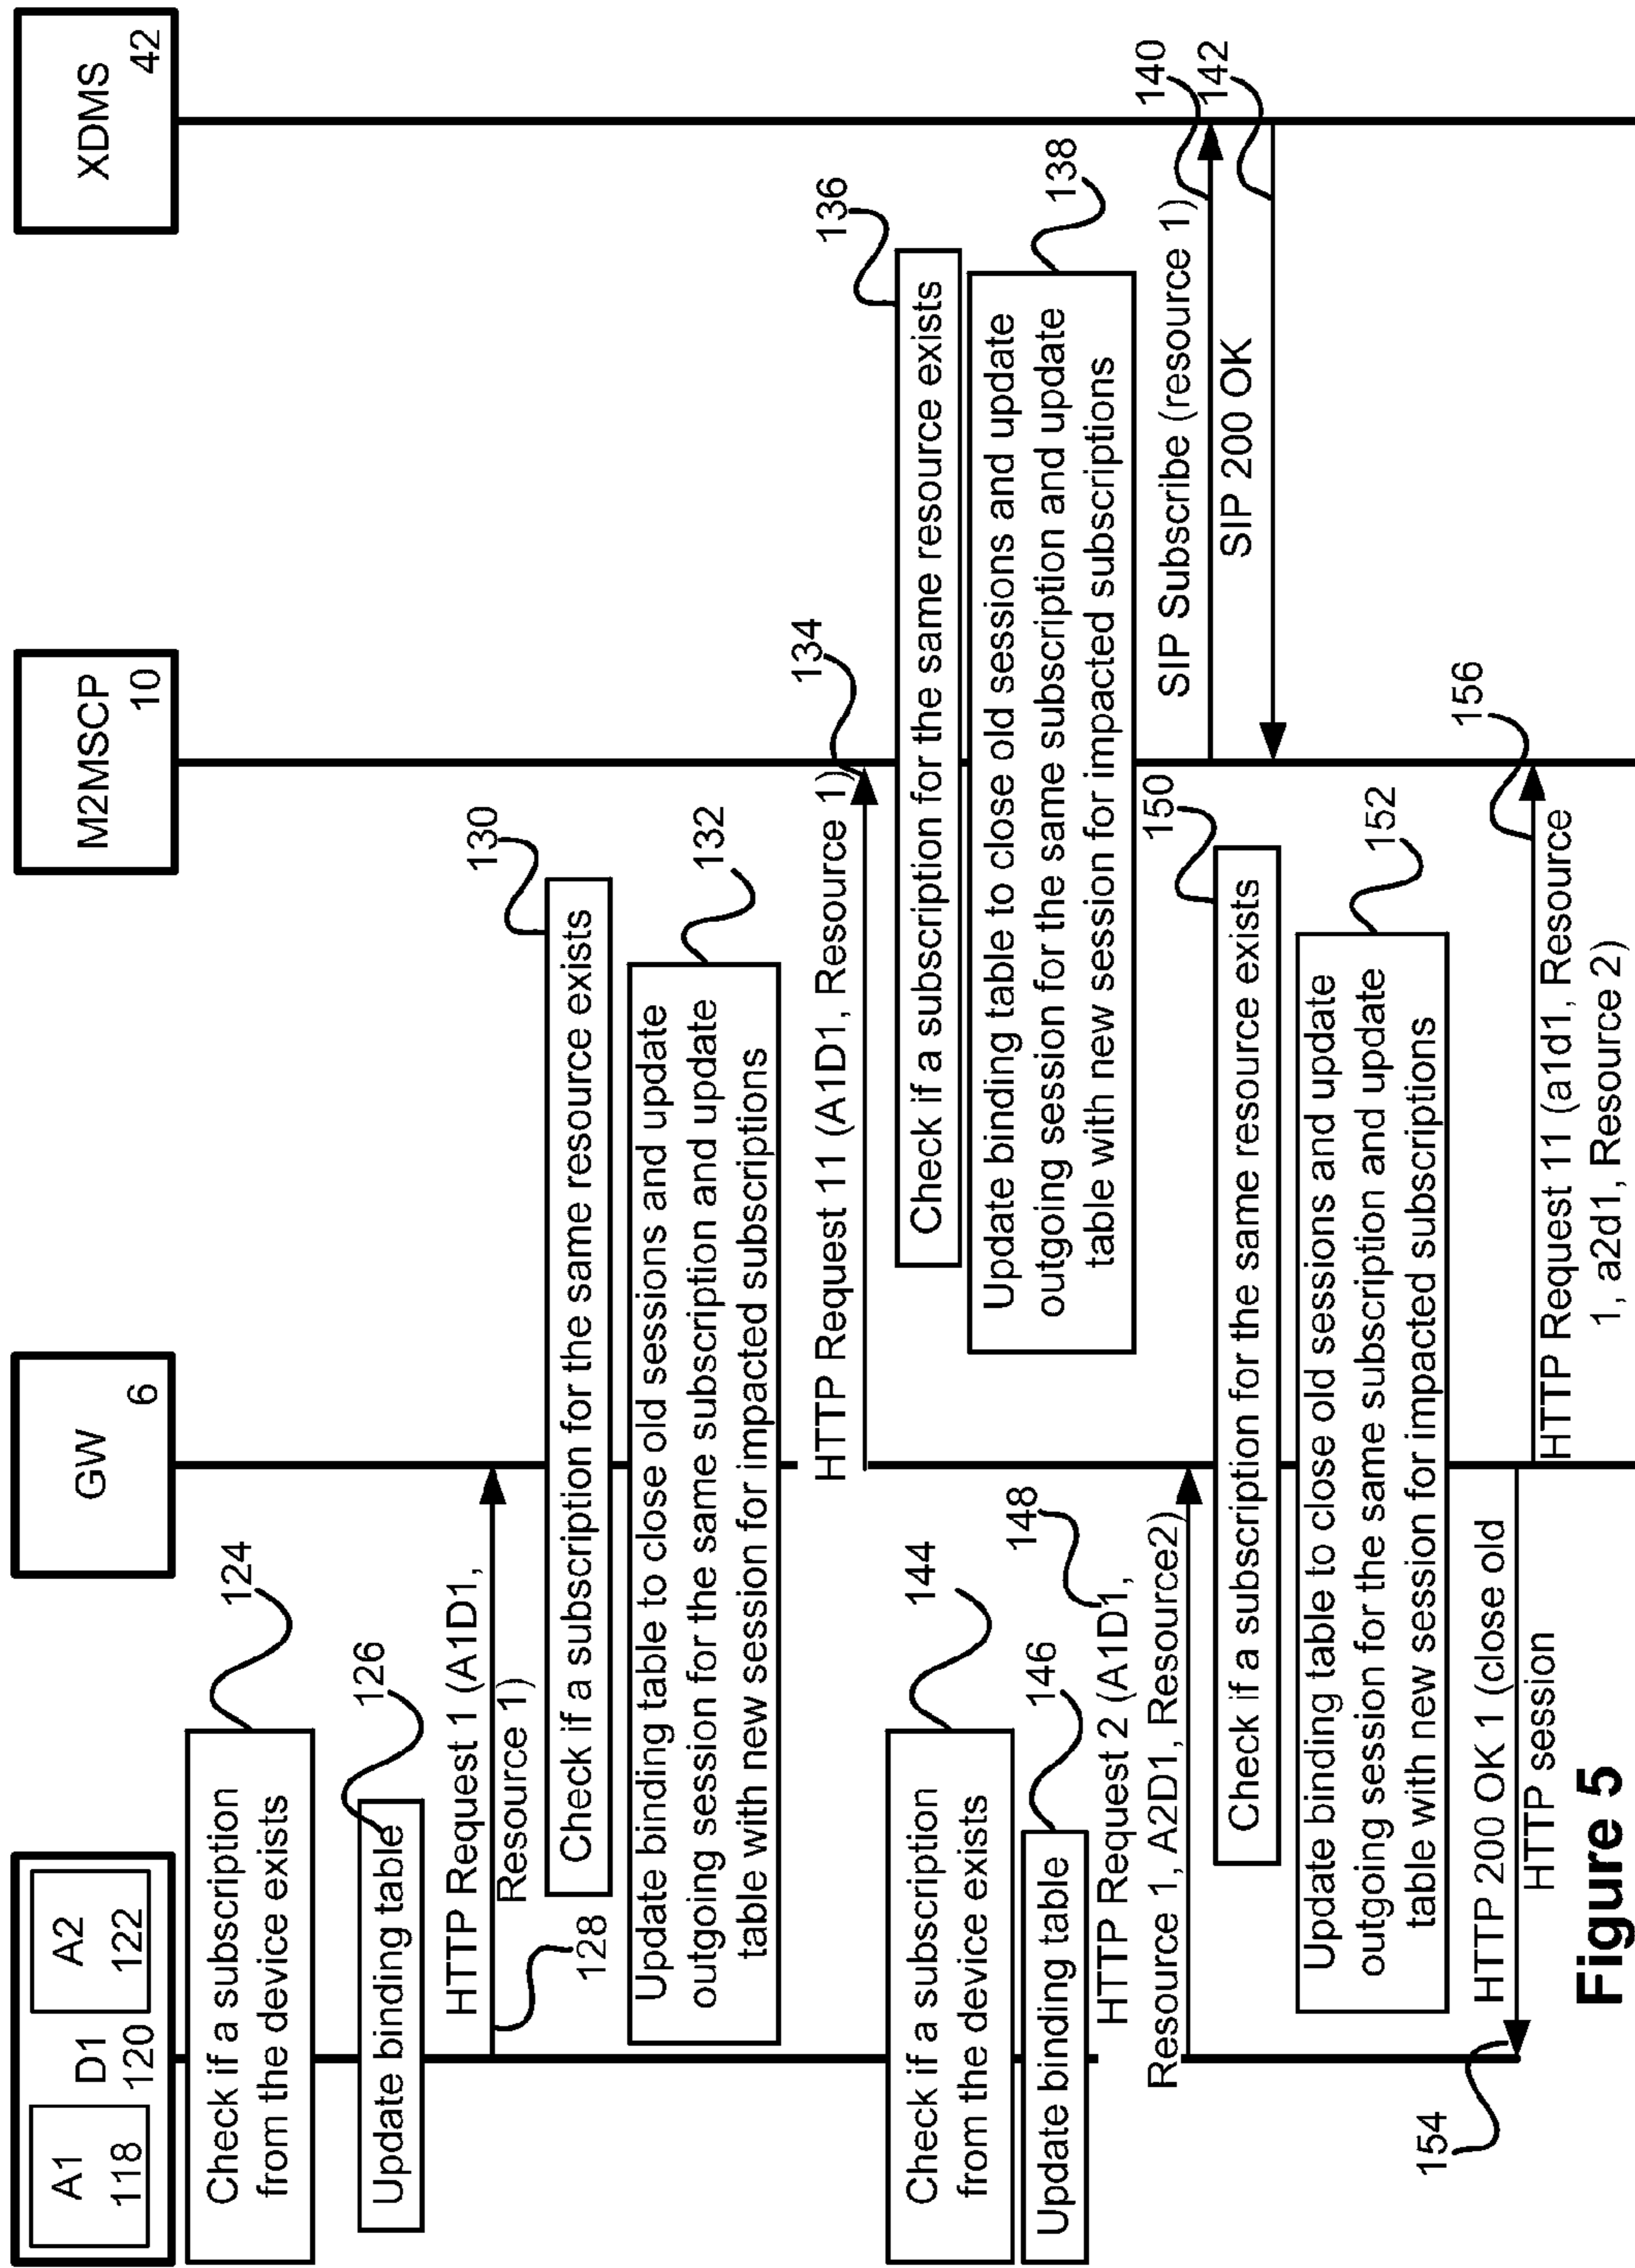 A1
118
D1
120
A2
122
GW
6
M2MSCP
10
XDMS
42
Check if a subscription
from the device exists
124
Update binding table
126
HTTP Request 1 (A1D1,
Resource 1)
128
Check if a subscription for the same resource exists
130
Update binding table to close old sessions and update
outgoing session for the same subscription and update
table with new session for impacted subscriptions
132
HTTP Request 11 (A1D1, Resource 1)
134
Check if a subscription for the same resource exists
136
Update binding table to close old sessions and update
outgoing session for the same subscription and update
table with new session for impacted subscriptions
138
SIP Subscribe (resource 1)
140
SIP 200 OK
142
Check if a subscription
from the device exists
144
Update binding table
146
HTTP Request 2 (A1D1,
Resource 1, A2D1, Resource2)
148
Check if a subscription for the same resource exists
150
Update binding table to close old sessions and update
outgoing session for the same subscription and update
table with new session for impacted subscriptions
152
HTTP 200 OK 1 (close old
HTTP session
154
HTTP Request 11 (a1d1, Resource
1, a2d1, Resource 2)
156
Figure 5